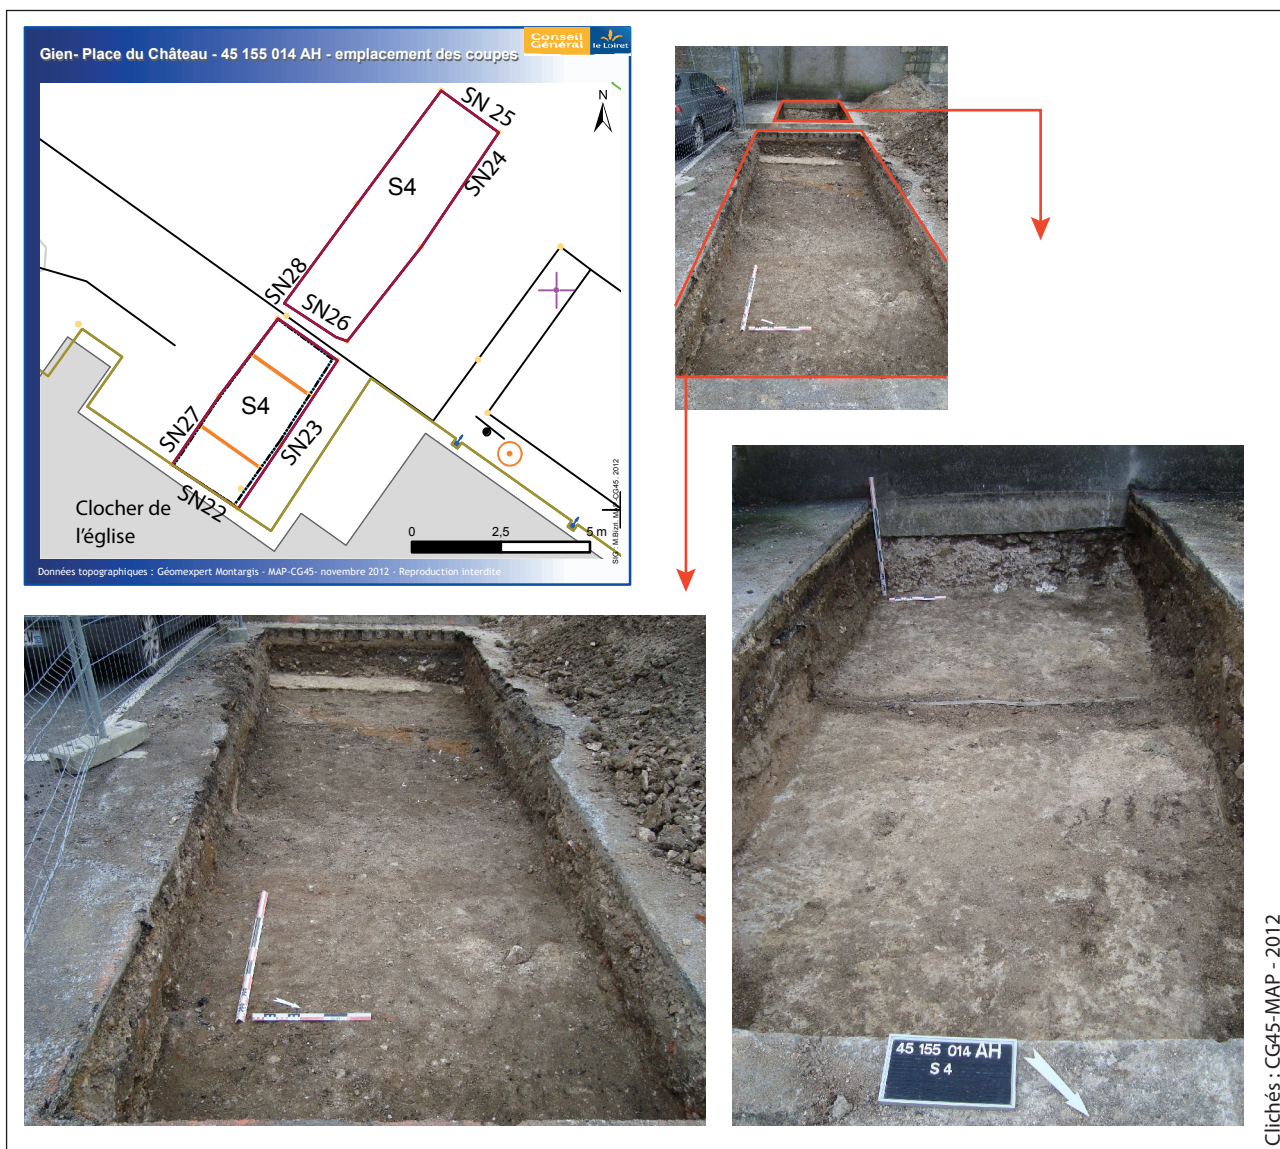 Gien- Place du Château - 45 155 014 AH - emplacement des coupes
Conseil
Général
le Loiret
N
SN 25
S4
SN24
SN28
SN26
S4
SN27
SN23
SN22
Clocher de
l'église
0
2,5
5 m
Données topographiques : Géomexpert Montargis - MAP-CG45- novembre 2012 - Reproduction interdite
45 155 014 AH
S 4
Clichés : CG45-MAP - 2012